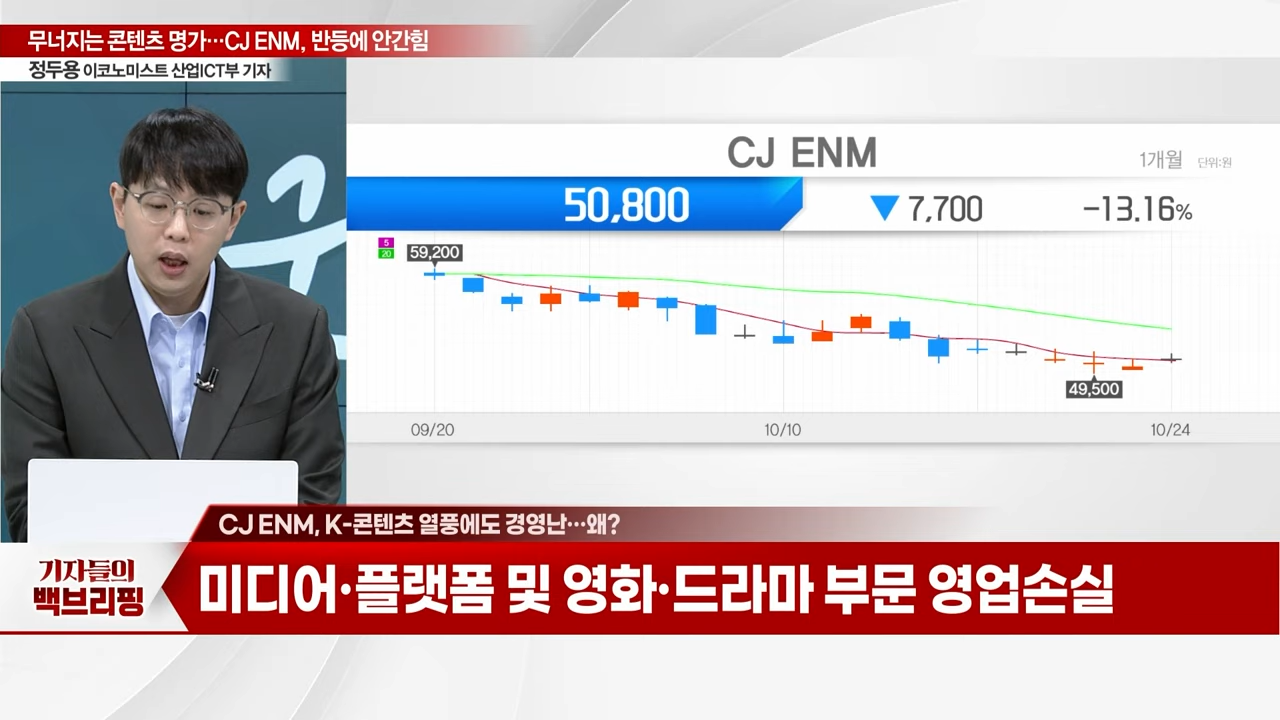 무너지는 콘텐츠 명가…CJ ENM, 반등에 안간힘
정두용 이코노미스트 산업ICT부 기자
CJ ENM
1개월 단위:원
50,800 ▼ 7,700 -13.16%
5
20
59,200
49,500
09/20 10/10 10/24
CJ ENM, K-콘텐츠 열풍에도 경영난…왜?
기자들의
백브리핑
미디어·플랫폼 및 영화·드라마 부문 영업손실